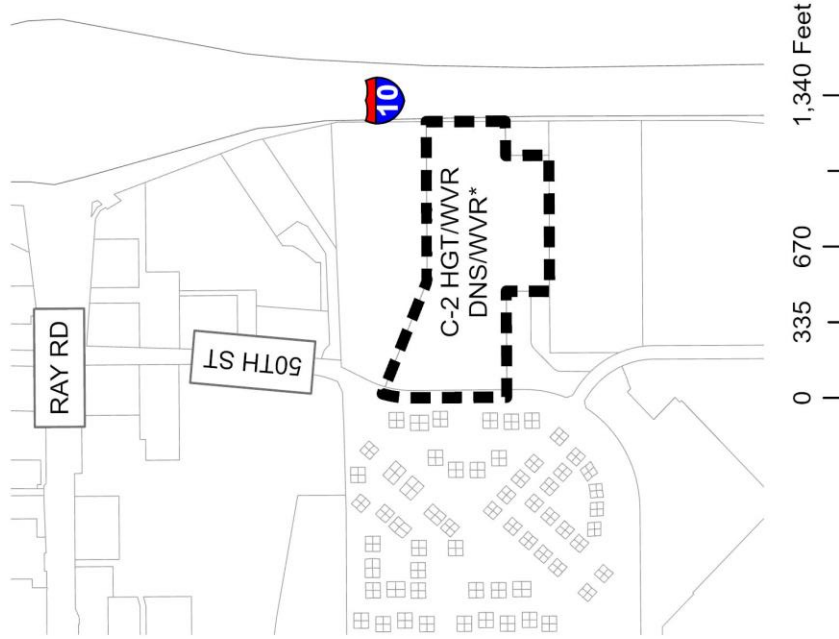 RAY RD
50TH ST
10
C-2 HGT/WVR
DNS/WVR*
0 335 670 1,340 Feet